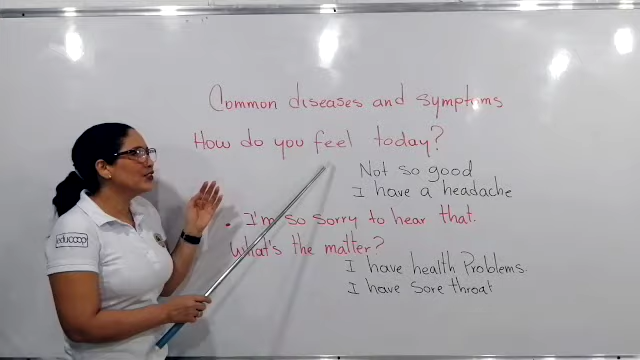 Common diseases and symptoms
How do you feel today?
Not so good
I have a headache
. I'm so sorry to hear that.
What's the matter?
I have health Problems.
I have sore throat
educoop